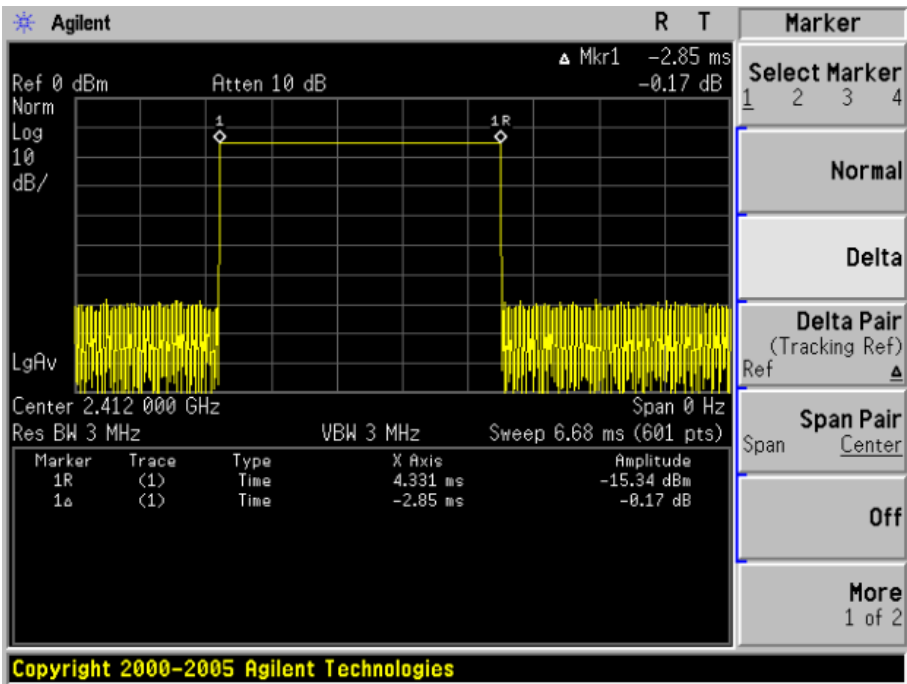 Agilent R T Marker
Δ Mkr1 -2.85 ms
Ref 0 dBm Atten 10 dB -0.17 dB
Norm
Log
10
dB/
1 1R
LgAv
Center 2.412 000 GHz Span 0 Hz
Res BW 3 MHz VBW 3 MHz Sweep 6.68 ms (601 pts)
Marker Trace Type X Axis Amplitude
1R (1) Time 4.331 ms -15.34 dBm
1Δ (1) Time -2.85 ms -0.17 dB
Select Marker
1 2 3 4
Normal
Delta
Delta Pair
(Tracking Ref)
Ref Δ
Span Pair
Span Center
Off
More
1 of 2
Copyright 2000-2005 Agilent Technologies